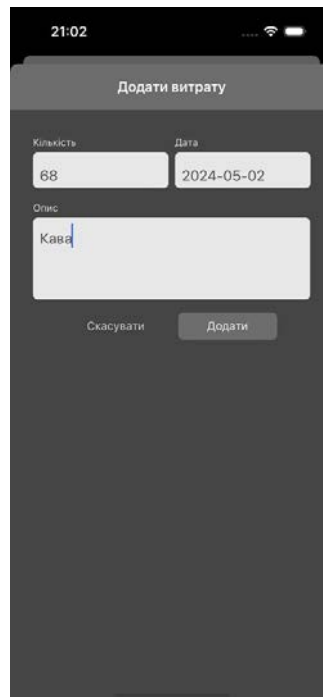 21:02
Додати витрату
Кількість Дата
68 2024-05-02
Опис
Кава
Скасувати Додати